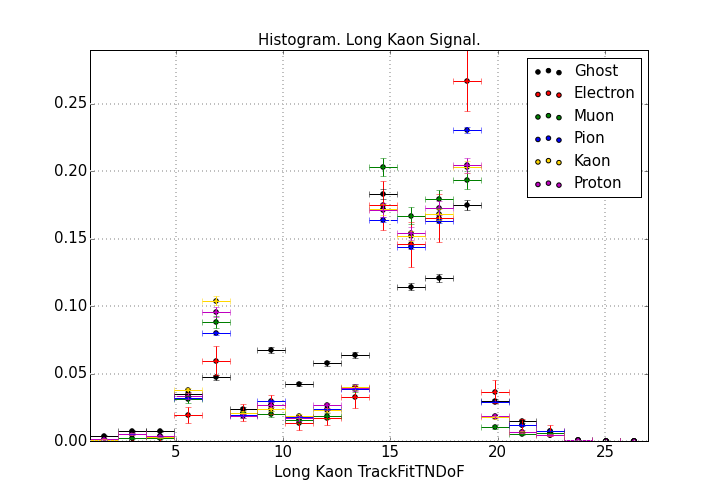 Histogram. Long Kaon Signal.
Ghost
Electron
Muon
Pion
Kaon
Proton
0.25
0.20
0.15
0.10
0.05
0.00
5 10 15 20 25
Long Kaon TrackFitTNDoF